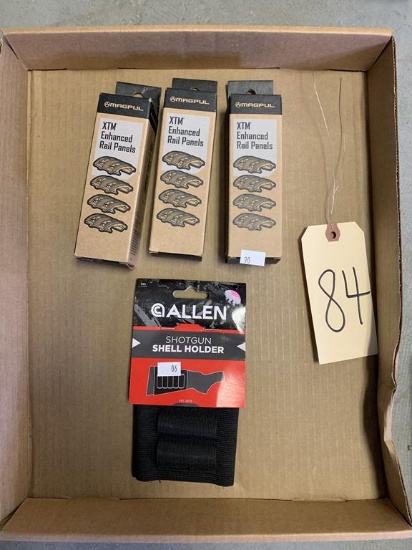 MAGPUL
XTM
Enhanced
Rail Panels
MAGPUL
XTM
Enhanced
Rail Panels
MAGPUL
XTM
Enhanced
Rail Panels
84
ALLEN
SHOTGUN
SHELL HOLDER